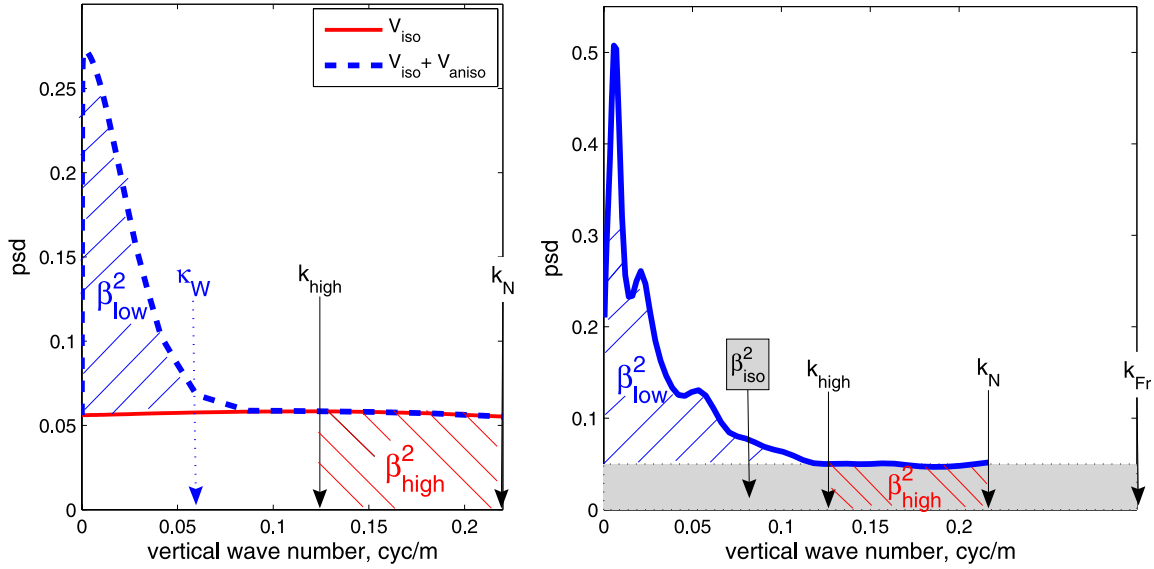 V_iso
V_iso + V_aniso
0.25
0.2
0.15
0.1
0.05
0
psd
β²_low
κ_W
k_high
k_N
β²_high
0
0.05
0.1
0.15
0.2
vertical wave number, cyc/m
0.5
0.4
0.3
0.2
0.1
0
psd
β²_low
β²_iso
k_high
k_N
k_Fr
β²_high
0
0.05
0.1
0.15
0.2
vertical wave number, cyc/m